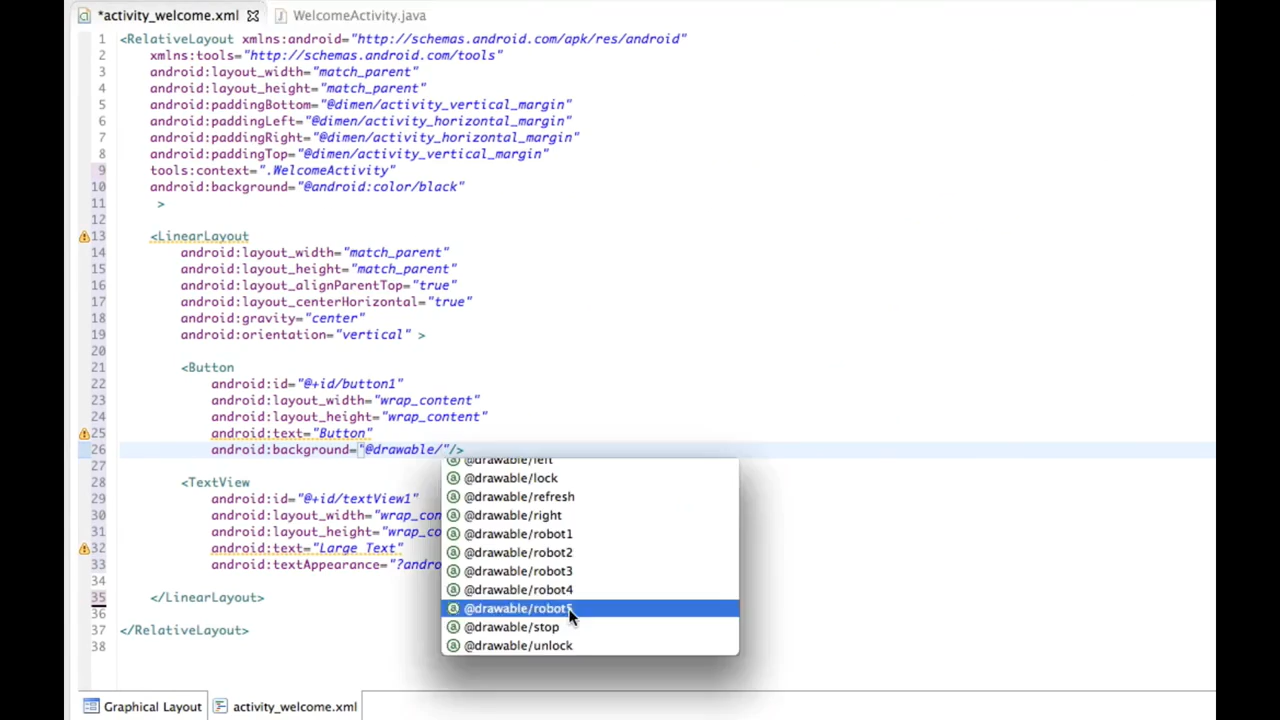 *activity_welcome.xml WelcomeActivity.java
1 <RelativeLayout xmlns:android="http://schemas.android.com/apk/res/android"
2 xmlns:tools="http://schemas.android.com/tools"
3 android:layout_width="match_parent"
4 android:layout_height="match_parent"
5 android:paddingBottom="@dimen/activity_vertical_margin"
6 android:paddingLeft="@dimen/activity_horizontal_margin"
7 android:paddingRight="@dimen/activity_horizontal_margin"
8 android:paddingTop="@dimen/activity_vertical_margin"
9 tools:context=".WelcomeActivity"
10 android:background="@android:color/black"
11 >
12
13 <LinearLayout
14 android:layout_width="match_parent"
15 android:layout_height="match_parent"
16 android:layout_alignParentTop="true"
17 android:layout_centerHorizontal="true"
18 android:gravity="center"
19 android:orientation="vertical" >
20
21 <Button
22 android:id="@+id/button1"
23 android:layout_width="wrap_content"
24 android:layout_height="wrap_content"
25 android:text="Button"
26 android:background="@drawable/"/>
27
28 <TextView
29 android:id="@+id/textView1"
30 android:layout_width="wrap_con
31 android:layout_height="wrap_co
32 android:text="Large Text"
33 android:textAppearance="?andro
34
35 </LinearLayout>
36
37 </RelativeLayout>
38
@drawable/left
@drawable/lock
@drawable/refresh
@drawable/right
@drawable/robot1
@drawable/robot2
@drawable/robot3
@drawable/robot4
@drawable/robot5
@drawable/stop
@drawable/unlock
Graphical Layout activity_welcome.xml